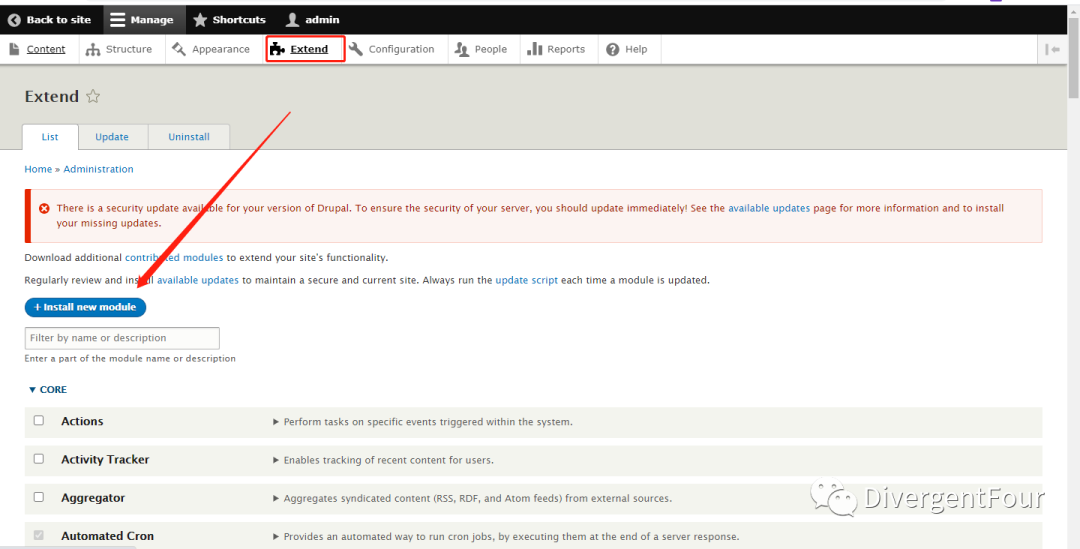 Back to site Manage Shortcuts admin
Content Structure Appearance Extend Configuration People Reports Help
Extend
List Update Uninstall
Home » Administration
There is a security update available for your version of Drupal. To ensure the security of your server, you should update immediately! See the available updates page for more information and to install
your missing updates.
Download additional contributed modules to extend your site's functionality.
Regularly review and install available updates to maintain a secure and current site. Always run the update script each time a module is updated.
+ Install new module
Filter by name or description
Enter a part of the module name or description
▼ CORE
Actions ▶ Perform tasks on specific events triggered within the system.
Activity Tracker ▶ Enables tracking of recent content for users.
Aggregator ▶ Aggregates syndicated content (RSS, RDF, and Atom feeds) from external sources.
DivergentFour
Automated Cron ▶ Provides an automated way to run cron jobs, by executing them at the end of a server response.